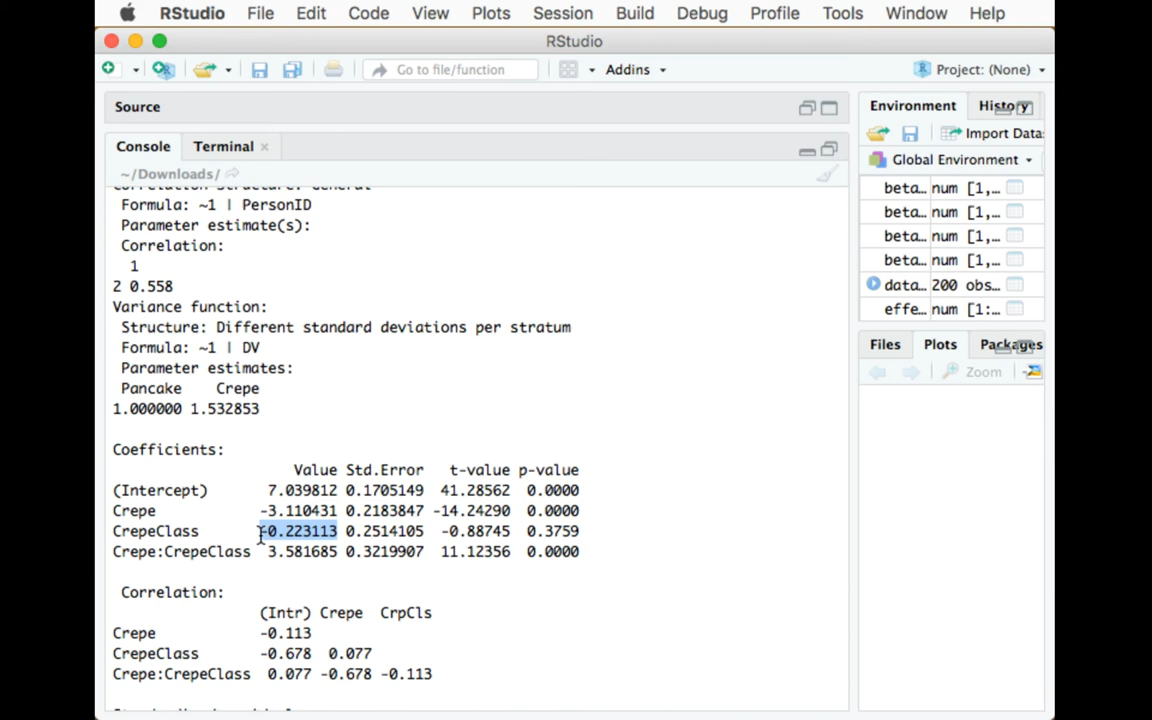 RStudio File Edit Code View Plots Session Build Debug Profile Tools Window Help
RStudio
Go to file/function Addins Project: (None)
Source
Console Terminal
~/Downloads/
Correlation Structure: General
Formula: ~1 | PersonID
Parameter estimate(s):
Correlation:
1
2 0.558
Variance function:
Structure: Different standard deviations per stratum
Formula: ~1 | DV
Parameter estimates:
Pancake Crepe
1.000000 1.532853
Coefficients:
Value Std.Error t-value p-value
(Intercept) 7.039812 0.1705149 41.28562 0.0000
Crepe -3.110431 0.2183847 -14.24290 0.0000
CrepeClass -0.223113 0.2514105 -0.88745 0.3759
Crepe:CrepeClass 3.581685 0.3219907 11.12356 0.0000
Correlation:
(Intr) Crepe CrpCls
Crepe -0.113
CrepeClass -0.678 0.077
Crepe:CrepeClass 0.077 -0.678 -0.113
Environment History
Import Data
Global Environment
beta… num [1,…
beta… num [1,…
beta… num [1,…
beta… num [1,…
data… 200 obs…
effe… num [1:…
Files Plots Packages
Zoom